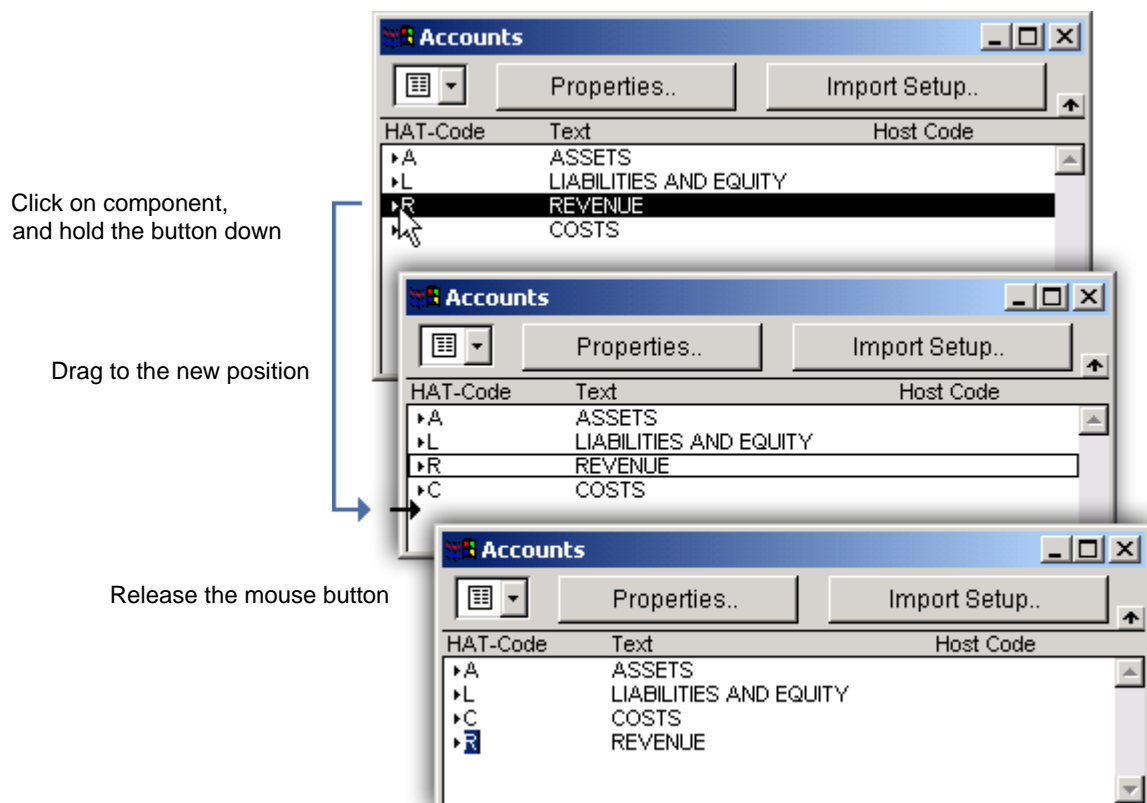 Accounts
Properties..
Import Setup..
HAT-Code Text Host Code
A ASSETS
L LIABILITIES AND EQUITY
R REVENUE
COSTS
Click on component,
and hold the button down
Accounts
Properties..
Import Setup..
HAT-Code Text Host Code
A ASSETS
L LIABILITIES AND EQUITY
R REVENUE
C COSTS
Drag to the new position
Accounts
Properties..
Import Setup..
HAT-Code Text Host Code
A ASSETS
L LIABILITIES AND EQUITY
C COSTS
R REVENUE
Release the mouse button